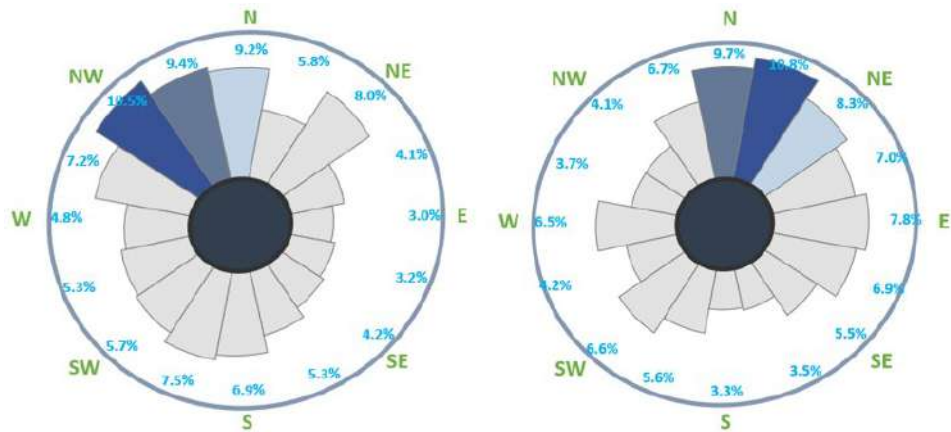 N
9.2%
5.8%
NE
8.0%
4.1%
3.0%
E
3.2%
4.2%
SE
5.3%
6.9%
S
7.5%
5.7%
SW
5.3%
4.8%
W
7.2%
10.5%
NW
9.4%
N
9.7%
10.8%
NE
8.3%
7.0%
7.8%
E
6.9%
5.5%
SE
3.5%
3.3%
S
5.6%
6.6%
SW
4.2%
6.5%
W
3.7%
4.1%
NW
6.7%